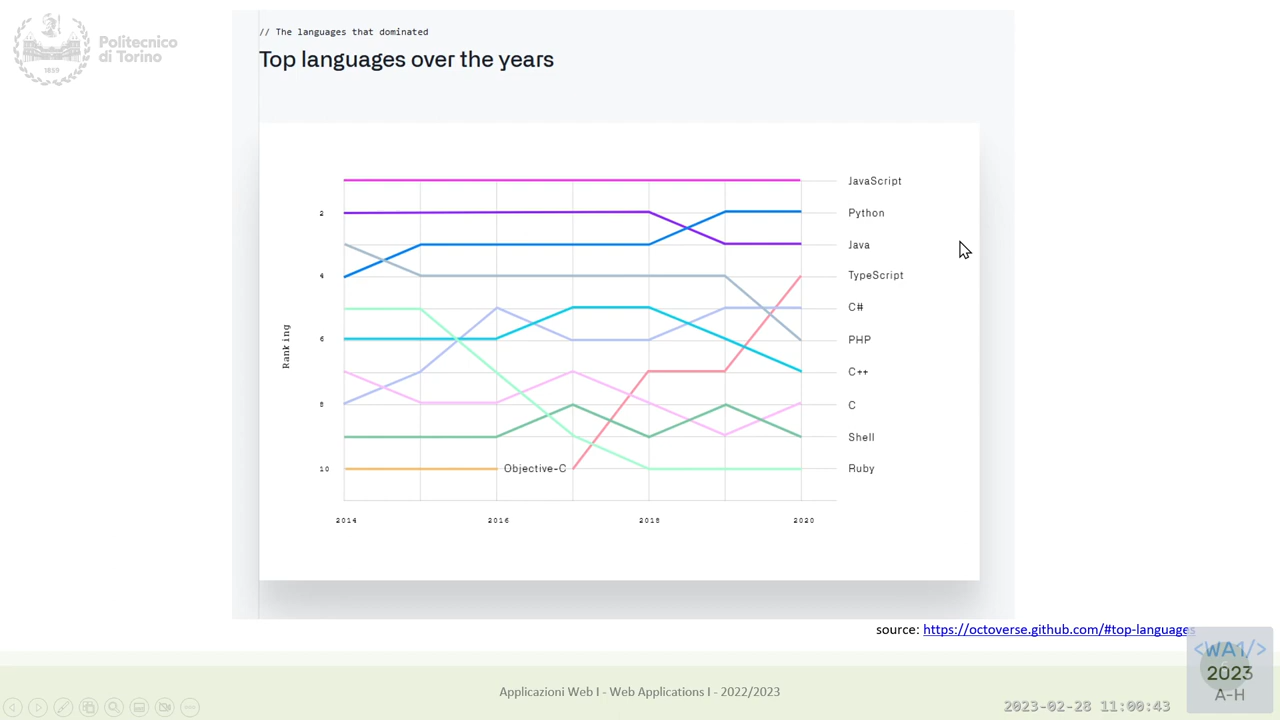 Politecnico
di Torino
1859
// The languages that dominated
Top languages over the years
Ranking
2
4
6
8
10
2014
2016
2018
2020
JavaScript
Python
Java
TypeScript
C#
PHP
C++
C
Shell
Ruby
Objective-C
source: https://octoverse.github.com/#top-languages
Applicazioni Web I - Web Applications I - 2022/2023
2023-02-28 11:00:43
<WA1/>
2023
A-H